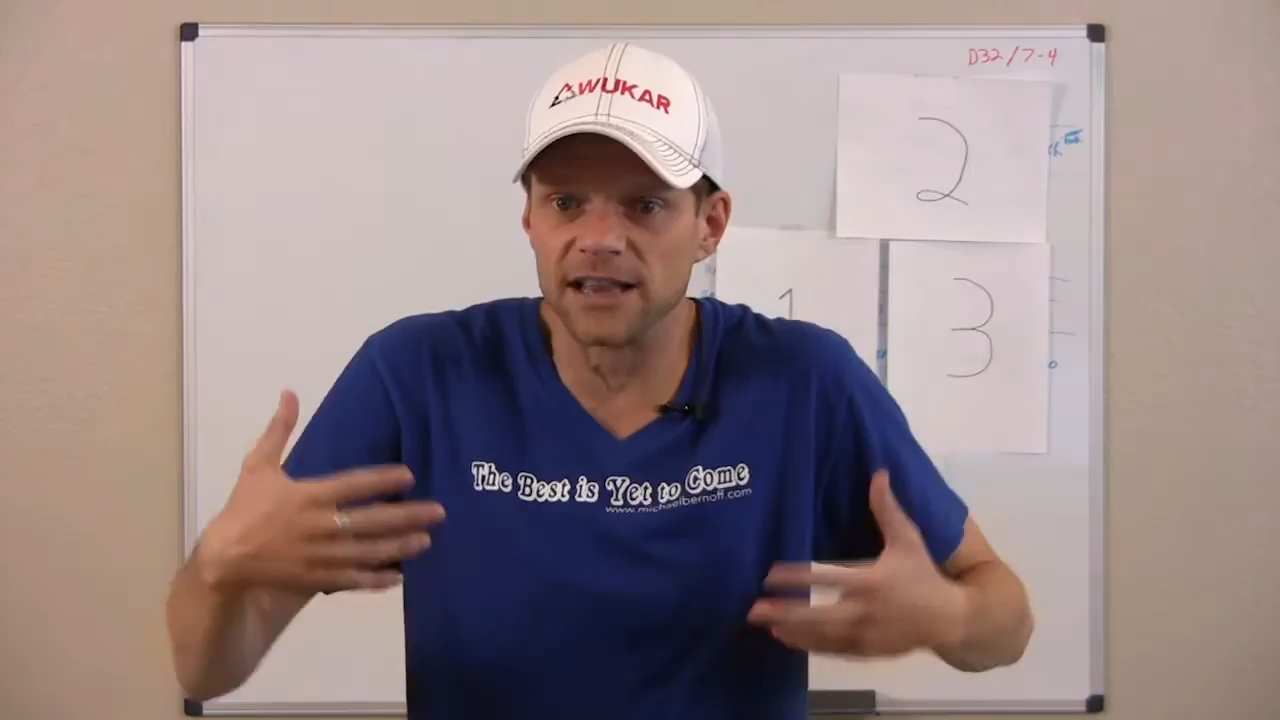 D32/7-4
WUKAR
2
1
3
The Best is Yet to Come
www.michaelbernoff.com